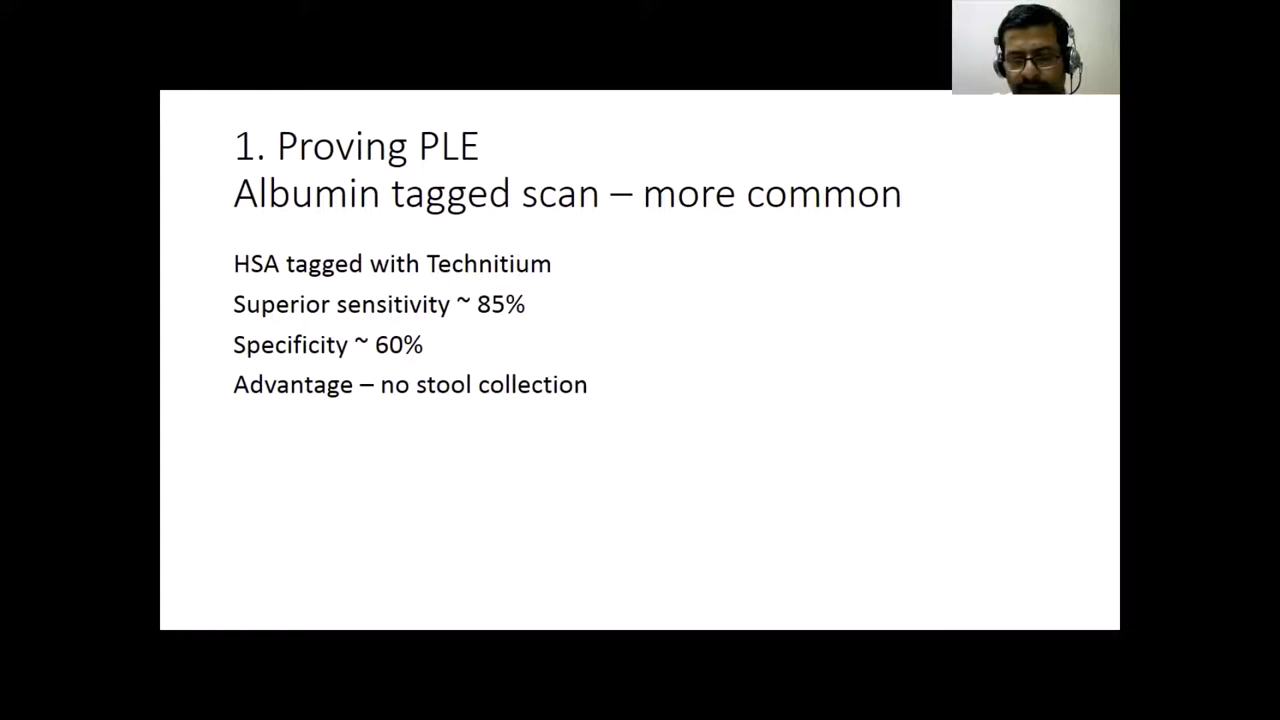 1. Proving PLE
Albumin tagged scan – more common
HSA tagged with Technitium
Superior sensitivity ~ 85%
Specificity ~ 60%
Advantage – no stool collection